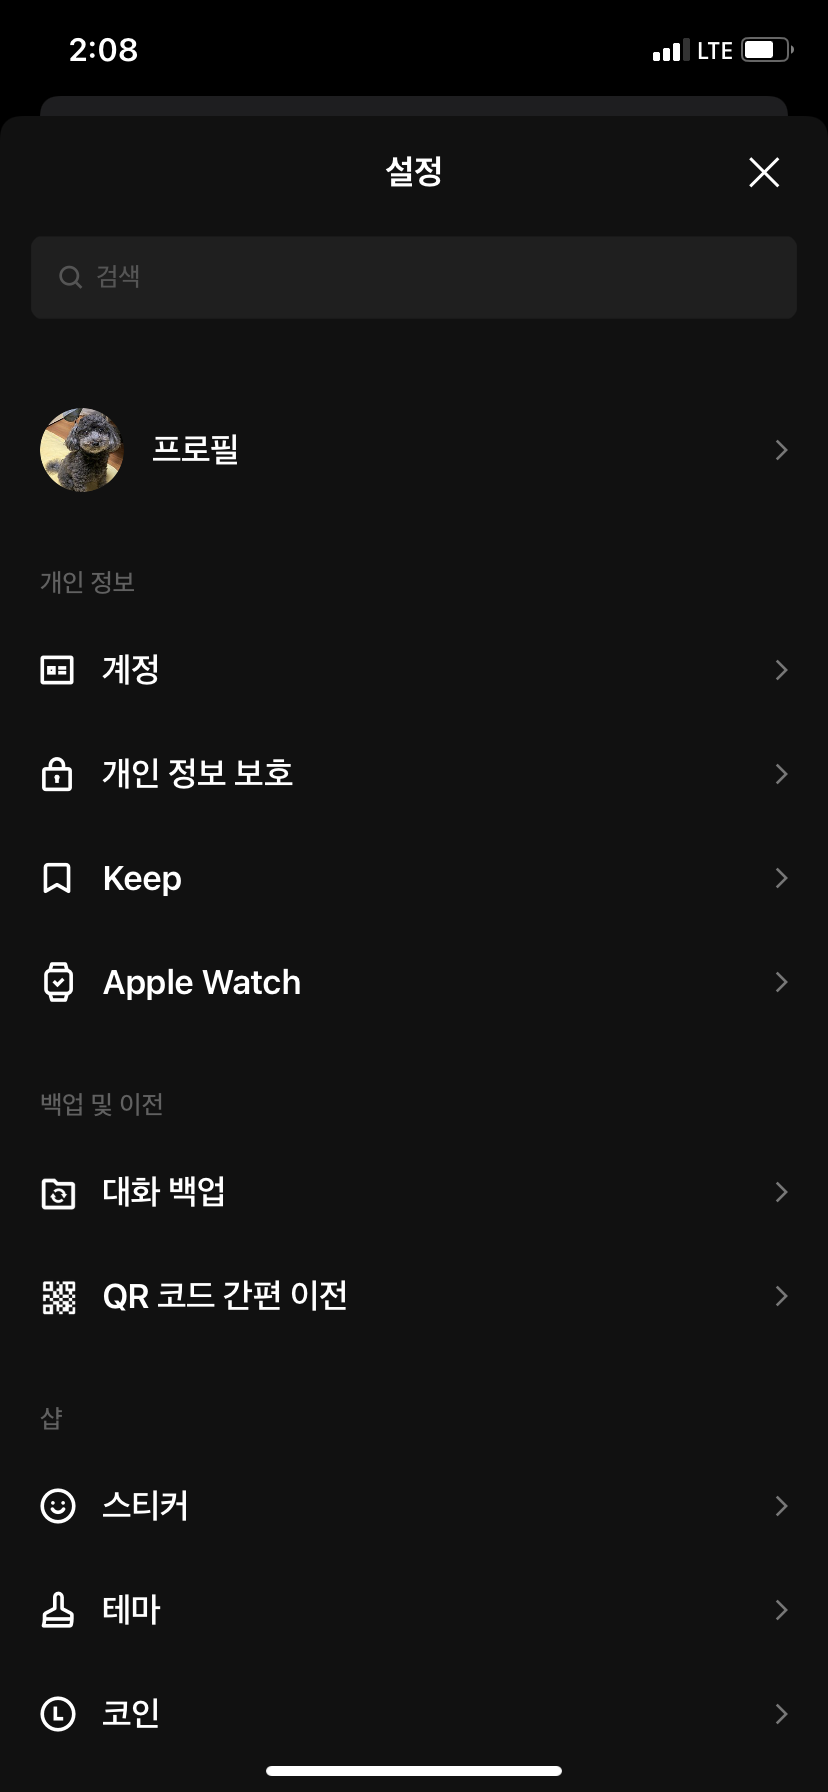 2:08
LTE
설정
검색
프로필
개인 정보
계정
개인 정보 보호
Keep
Apple Watch
백업 및 이전
대화 백업
QR 코드 간편 이전
샵
스티커
테마
코인